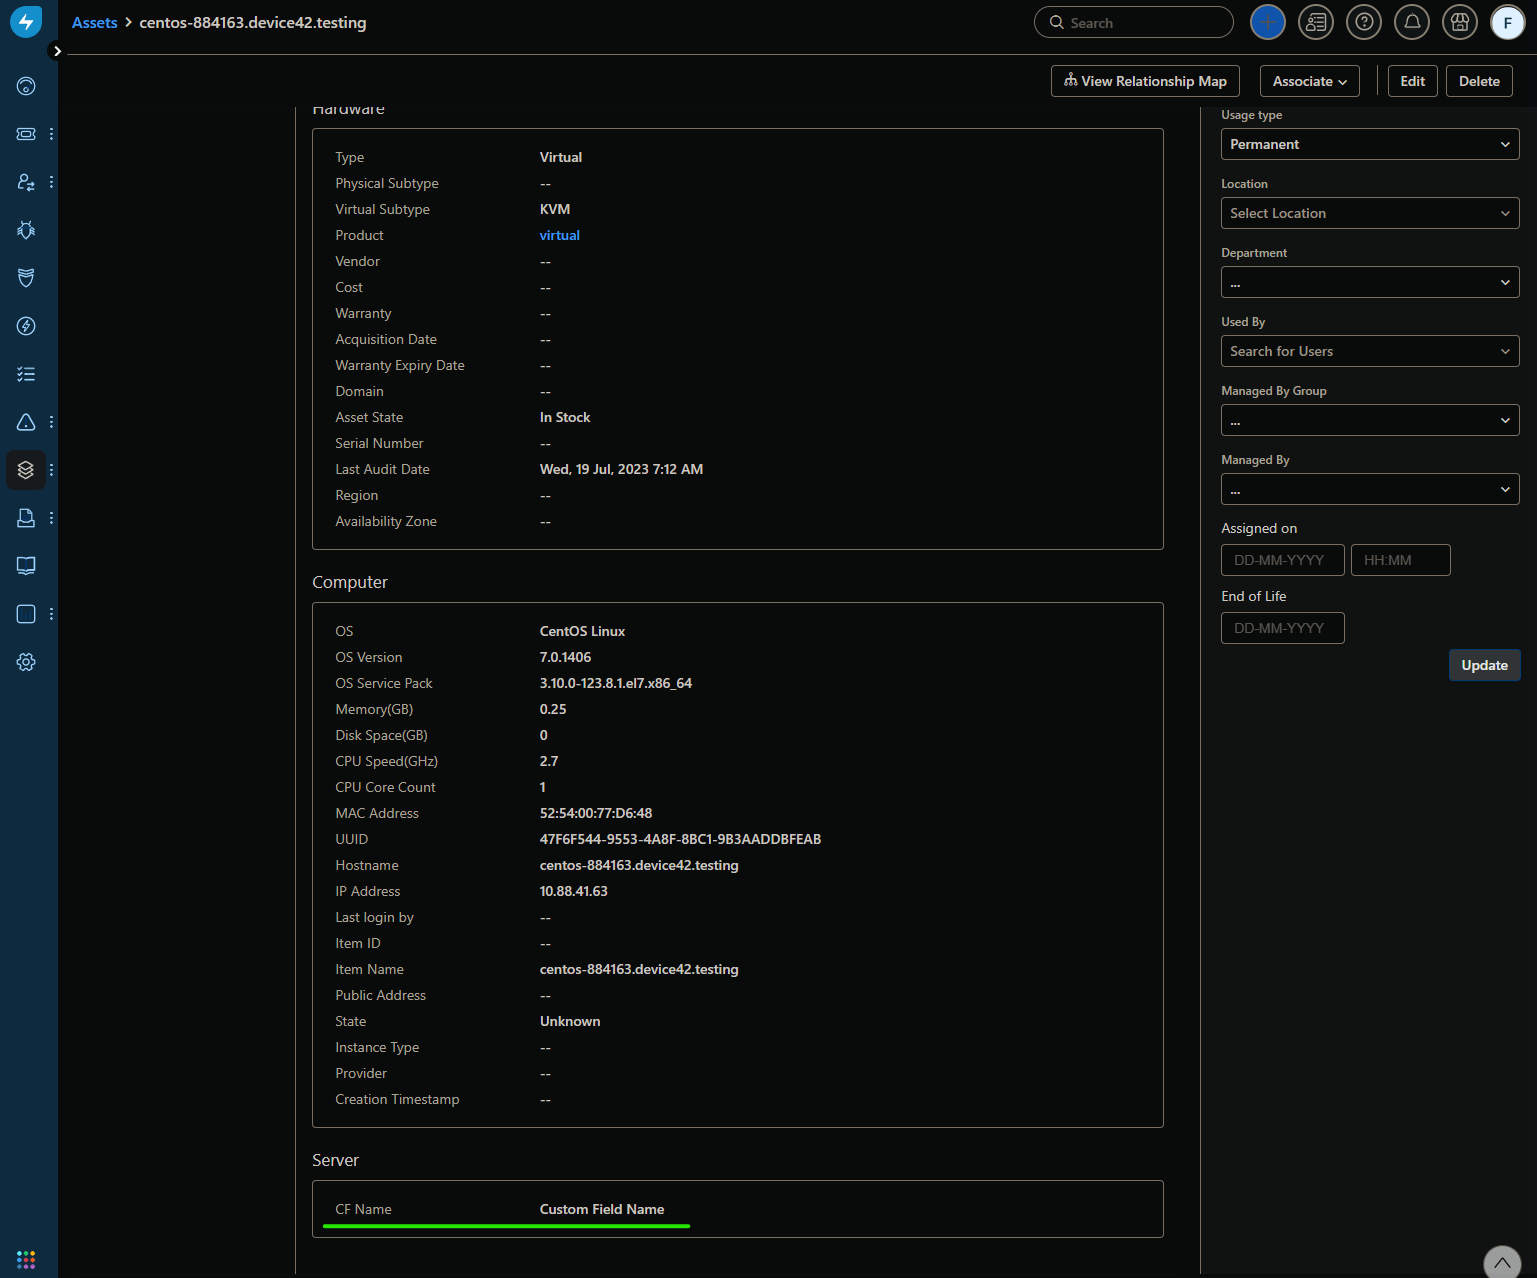 Assets > centos-884163.device42.testing
Search
F
View Relationship Map
Associate
Edit
Delete
Hardware
Type Virtual
Physical Subtype --
Virtual Subtype KVM
Product virtual
Vendor --
Cost --
Warranty --
Acquisition Date --
Warranty Expiry Date --
Domain --
Asset State In Stock
Serial Number --
Last Audit Date Wed, 19 Jul, 2023 7:12 AM
Region --
Availability Zone --
Computer
OS CentOS Linux
OS Version 7.0.1406
OS Service Pack 3.10.0-123.8.1.el7.x86_64
Memory(GB) 0.25
Disk Space(GB) 0
CPU Speed(GHz) 2.7
CPU Core Count 1
MAC Address 52:54:00:77:D6:48
UUID 47F6F544-9553-4A8F-8BC1-9B3AADDBFEAB
Hostname centos-884163.device42.testing
IP Address 10.88.41.63
Last login by --
Item ID --
Item Name centos-884163.device42.testing
Public Address --
State Unknown
Instance Type --
Provider --
Creation Timestamp --
Server
CF Name Custom Field Name
Usage type
Permanent
Location
Select Location
Department
...
Used By
Search for Users
Managed By Group
...
Managed By
...
Assigned on
DD-MM-YYYY HH:MM
End of Life
DD-MM-YYYY
Update